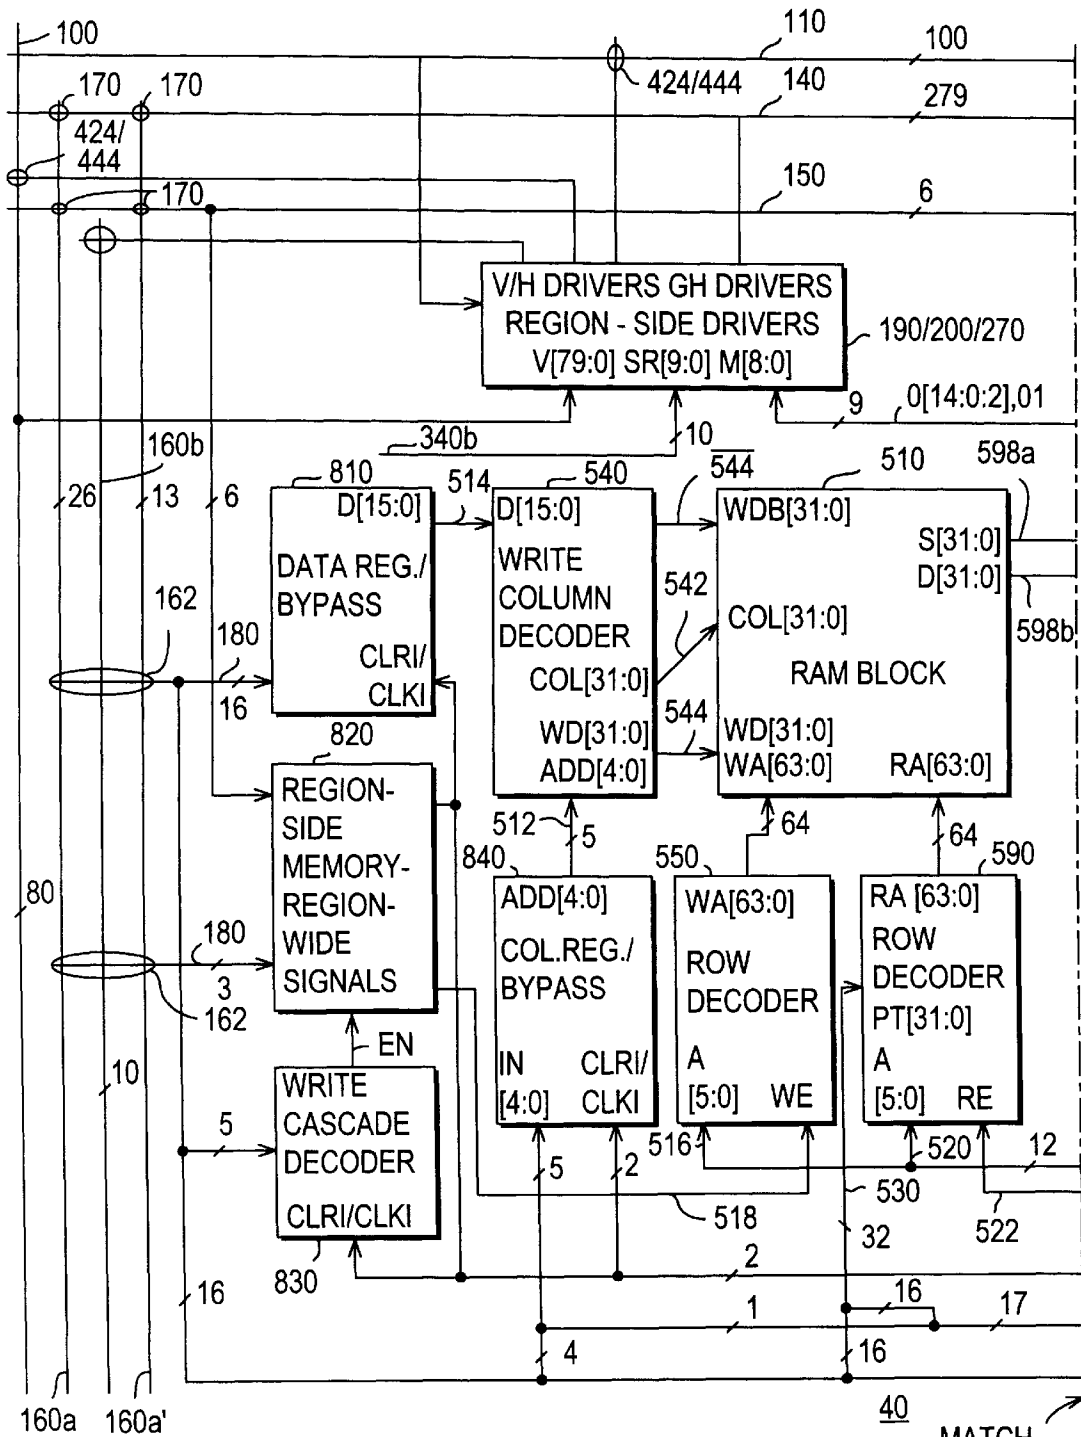 100
110
100
424/444
170
170
140
279
424/
444
170
150
6
V/H DRIVERS GH DRIVERS
REGION - SIDE DRIVERS
V[79:0] SR[9:0] M[8:0]
190/200/270
9
0[14:0:2],01
160b
340b
10
26
13
6
810
514
540
544
510
598a
D[15:0]
DATA REG./
BYPASS
CLRI/
CLKI
D[15:0]
WRITE
COLUMN
DECODER
COL[31:0]
WD[31:0]
ADD[4:0]
542
544
WDB[31:0]
S[31:0]
D[31:0]
COL[31:0]
RAM BLOCK
WD[31:0]
WA[63:0]
RA[63:0]
598b
162
180
16
820
REGION-
SIDE
MEMORY-
REGION-
WIDE
SIGNALS
512
5
64
64
840
550
590
ADD[4:0]
COL.REG./
BYPASS
IN
[4:0]
CLRI/
CLKI
WA[63:0]
ROW
DECODER
A
[5:0]
WE
RA [63:0]
ROW
DECODER
PT[31:0]
A
[5:0]
RE
80
180
3
162
EN
10
WRITE
CASCADE
DECODER
CLRI/CLKI
5
830
5
2
516
520
12
518
530
32
522
2
16
1
16
17
4
16
160a
160a'
40
MATCH